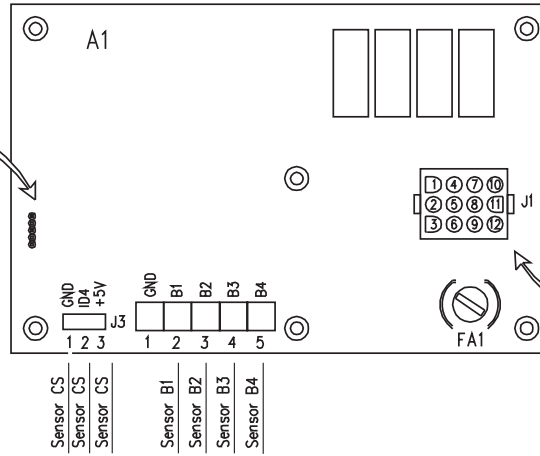 A1
1 4 7 10
2 5 8 11
3 6 9 12
J1
FA1
GND
ID4
+5V
J3
1 2 3
GND
B1
B2
B3
B4
1 2 3 4 5
Sensor CS
Sensor CS
Sensor CS
Sensor B1
Sensor B2
Sensor B3
Sensor B4